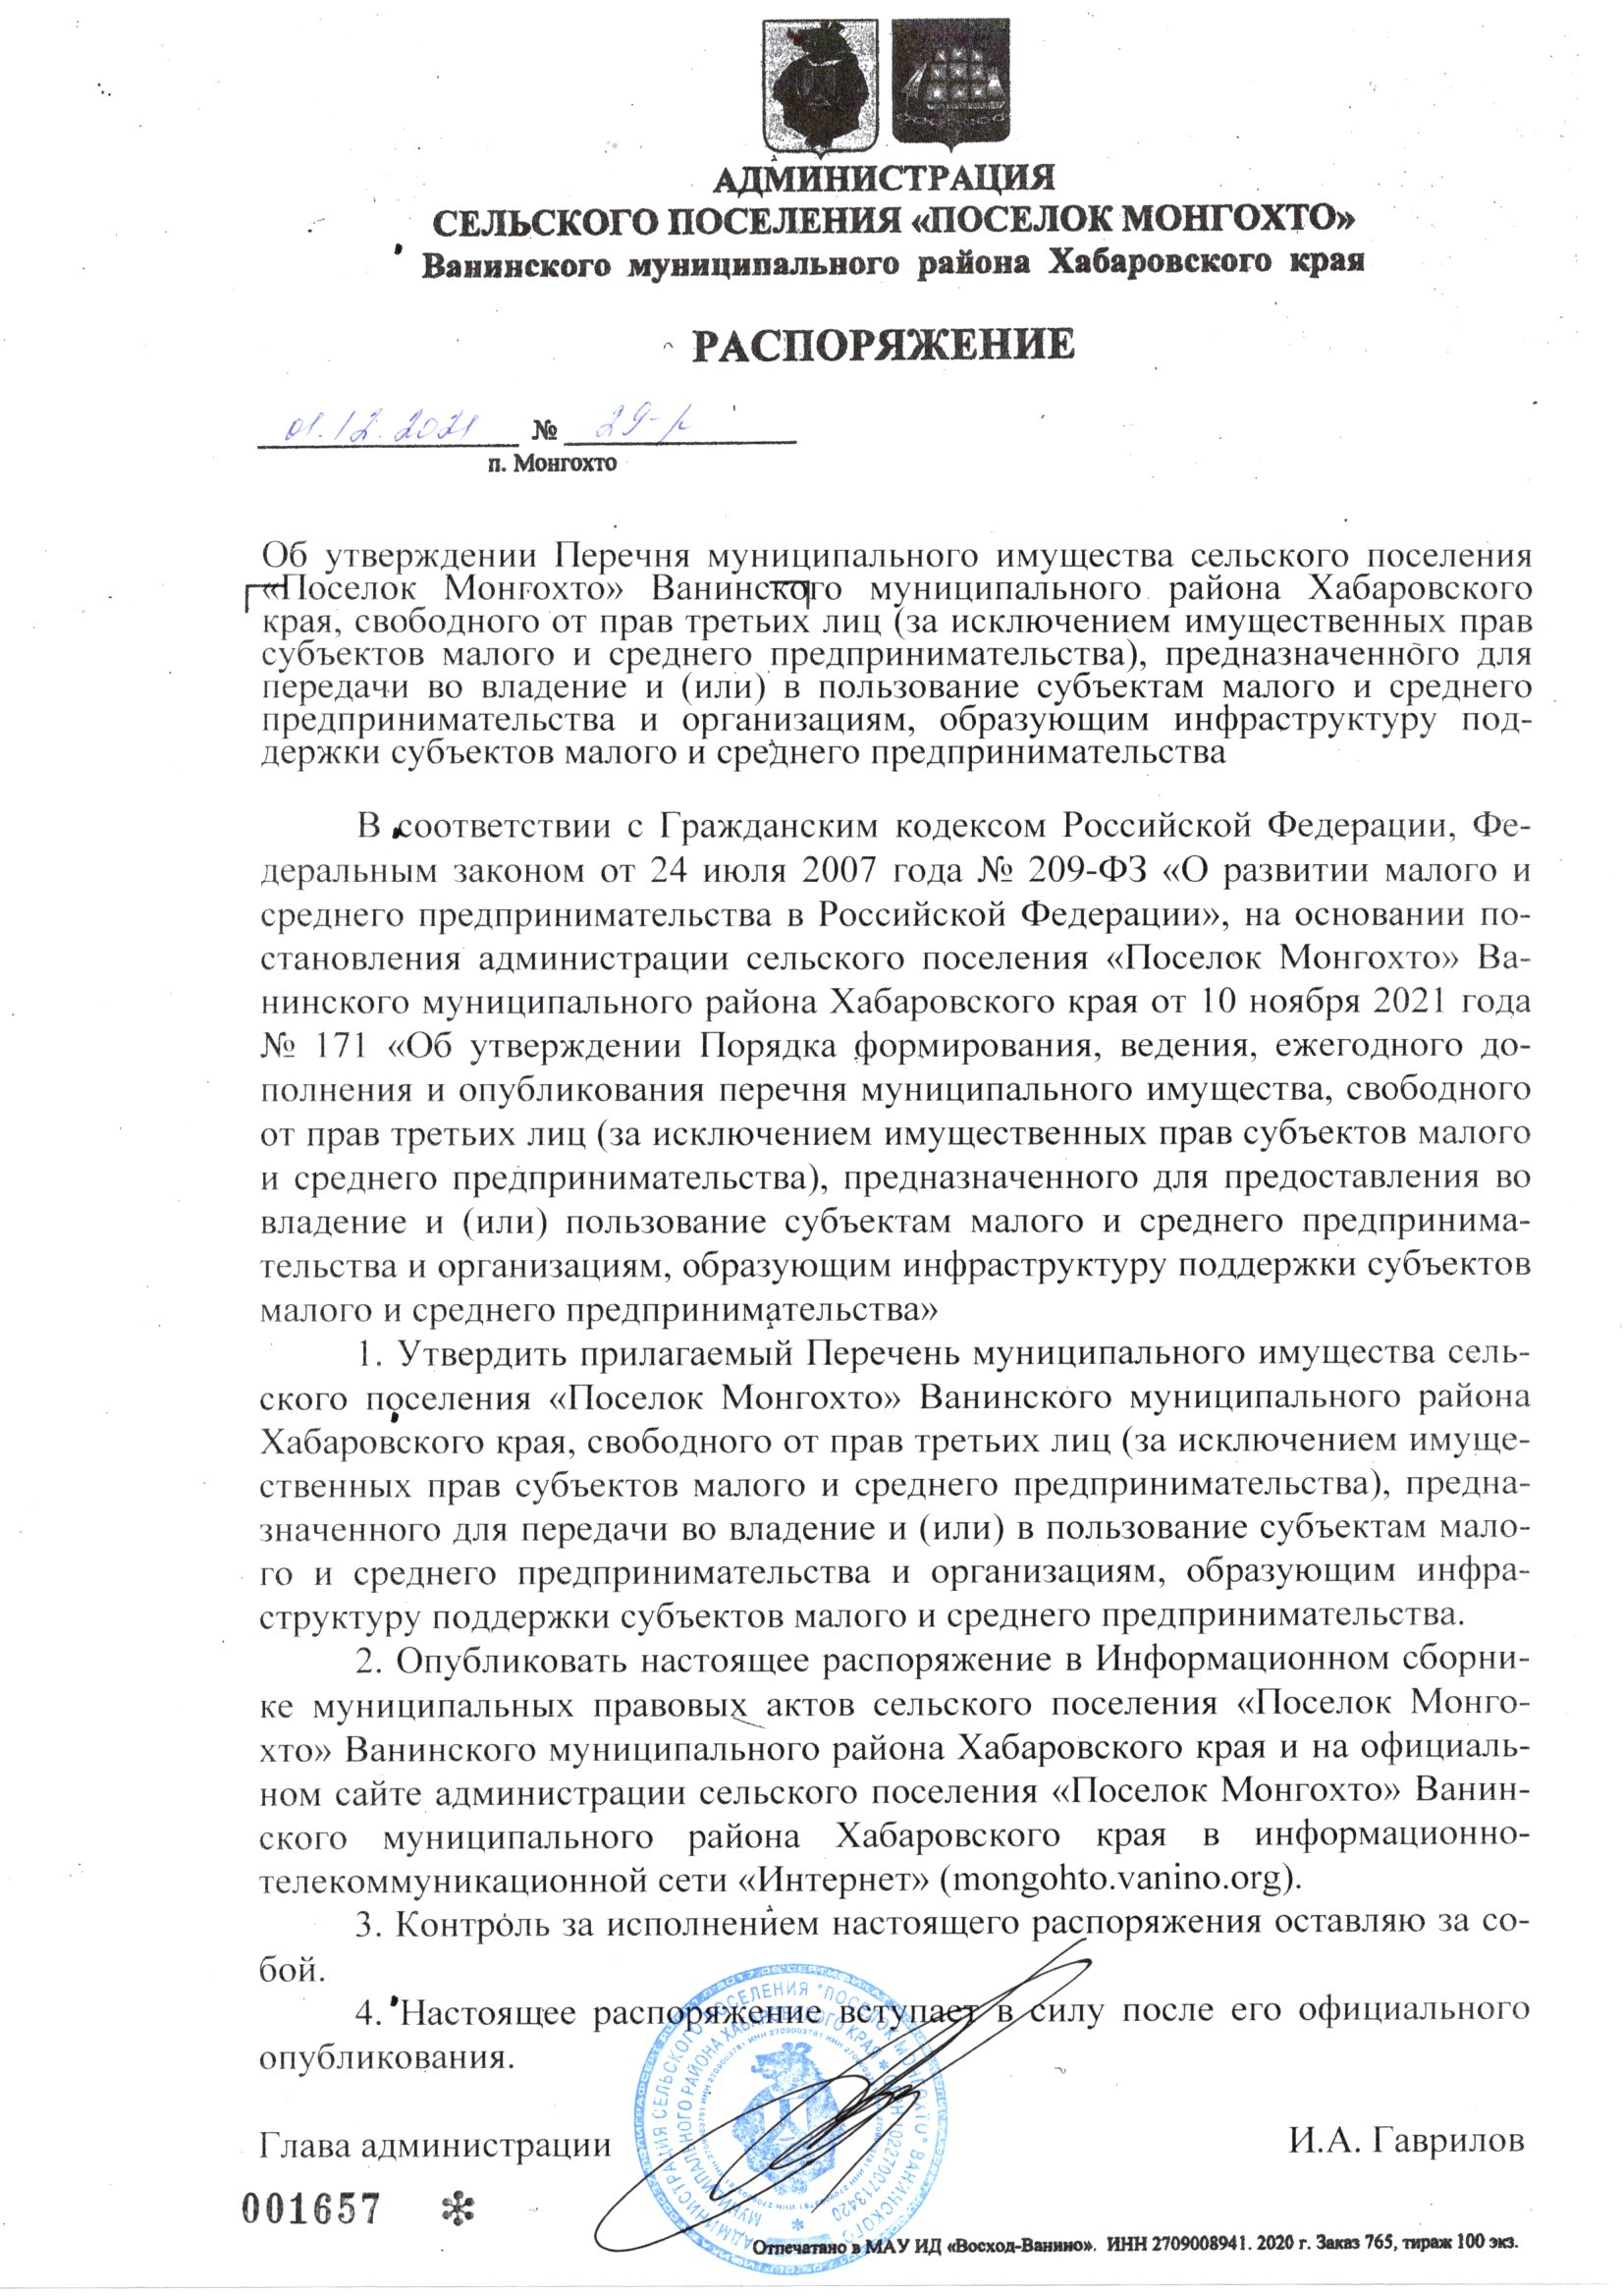 АДМИНИСТРАЦИЯ
СЕЛЬСКОГО ПОСЕЛЕНИЯ «ПОСЕЛОК МОНГОХТО»
Ванинского муниципального района Хабаровского края
РАСПОРЯЖЕНИЕ
01.12.2021 № 29-р
п. Монгохто
Об утверждении Перечня муниципального имущества сельского поселения
«Поселок Монгохто» Ванинского муниципального района Хабаровского
края, свободного от прав третьих лиц (за исключением имущественных прав
субъектов малого и среднего предпринимательства), предназначенного для
передачи во владение и (или) в пользование субъектам малого и среднего
предпринимательства и организациям, образующим инфраструктуру под-
держки субъектов малого и среднего предпринимательства
В соответствии с Гражданским кодексом Российской Федерации, Фе-
деральным законом от 24 июля 2007 года № 209-ФЗ «О развитии малого и
среднего предпринимательства в Российской Федерации», на основании по-
становления администрации сельского поселения «Поселок Монгохто» Ва-
нинского муниципального района Хабаровского края от 10 ноября 2021 года
№ 171 «Об утверждении Порядка формирования, ведения, ежегодного до-
полнения и опубликования перечня муниципального имущества, свободного
от прав третьих лиц (за исключением имущественных прав субъектов малого
и среднего предпринимательства), предназначенного для предоставления во
владение и (или) пользование субъектам малого и среднего предпринима-
тельства и организациям, образующим инфраструктуру поддержки субъектов
малого и среднего предпринимательства»
1. Утвердить прилагаемый Перечень муниципального имущества сель-
ского поселения «Поселок Монгохто» Ванинского муниципального района
Хабаровского края, свободного от прав третьих лиц (за исключением имуще-
ственных прав субъектов малого и среднего предпринимательства), предна-
значенного для передачи во владение и (или) в пользование субъектам мало-
го и среднего предпринимательства и организациям, образующим инфра-
структуру поддержки субъектов малого и среднего предпринимательства.
2. Опубликовать настоящее распоряжение в Информационном сборни-
ке муниципальных правовых актов сельского поселения «Поселок Монго-
хто» Ванинского муниципального района Хабаровского края и на официаль-
ном сайте администрации сельского поселения «Поселок Монгохто» Ванин-
ского муниципального района Хабаровского края в информационно-
телекоммуникационной сети «Интернет» (mongohto.vanino.org).
3. Контроль за исполнением настоящего распоряжения оставляю за со-
бой.
4. Настоящее распоряжение вступает в силу после его официального
опубликования.
Глава администрации И.А. Гаврилов
АДМИНИСТРАЦИЯ СЕЛЬСКОГО ПОСЕЛЕНИЯ "ПОСЕЛОК МОНГОХТО" ВАНИНСКОГО
МУНИЦИПАЛЬНОГО РАЙОНА ХАБАРОВСКОГО КРАЯ
001657 *
Отпечатано в МАУ ИД «Восход-Ванино». ИНН 2709008941. 2020 г. Заказ 765, тираж 100 экз.